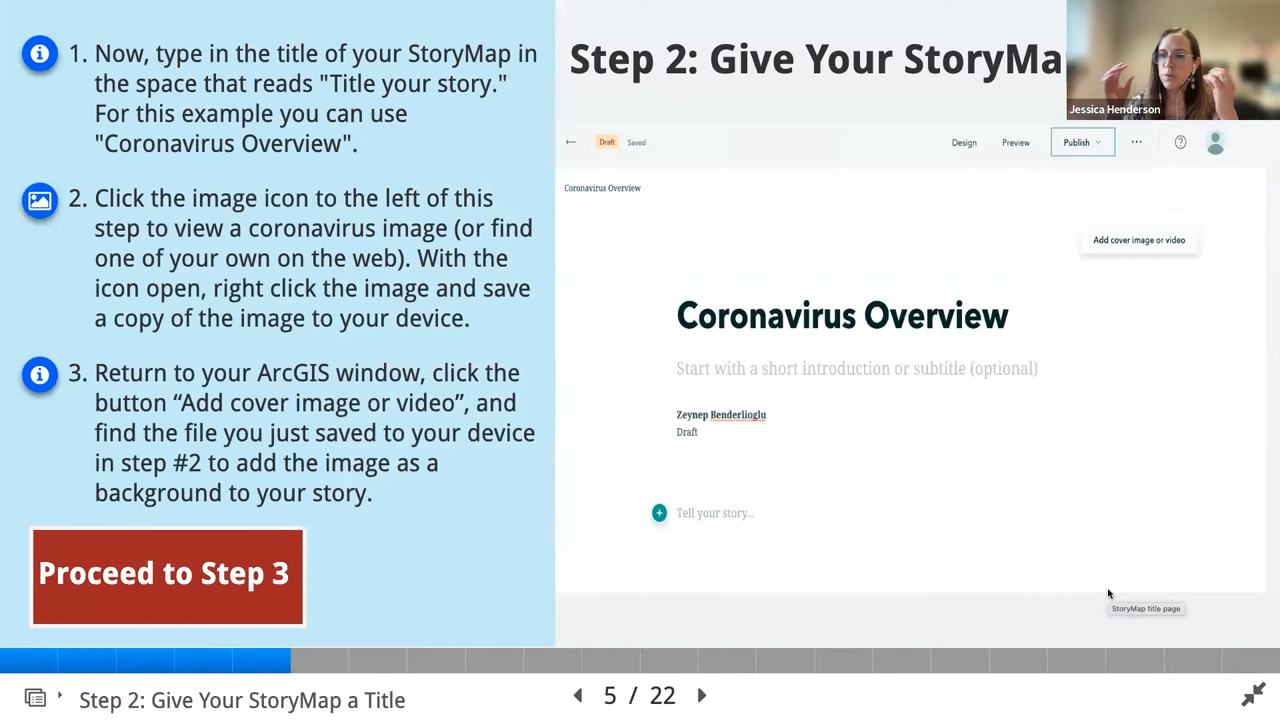 1. Now, type in the title of your StoryMap in
the space that reads "Title your story."
For this example you can use
"Coronavirus Overview".
2. Click the image icon to the left of this
step to view a coronavirus image (or find
one of your own on the web). With the
icon open, right click the image and save
a copy of the image to your device.
3. Return to your ArcGIS window, click the
button “Add cover image or video”, and
find the file you just saved to your device
in step #2 to add the image as a
background to your story.
Proceed to Step 3
Step 2: Give Your StoryMa
Jessica Henderson
Draft Saved Design Preview Publish
Coronavirus Overview
Add cover image or video
Coronavirus Overview
Start with a short introduction or subtitle (optional)
Zeynep Benderlioglu
Draft
Tell your story...
StoryMap title page
Step 2: Give Your StoryMap a Title
5 / 22